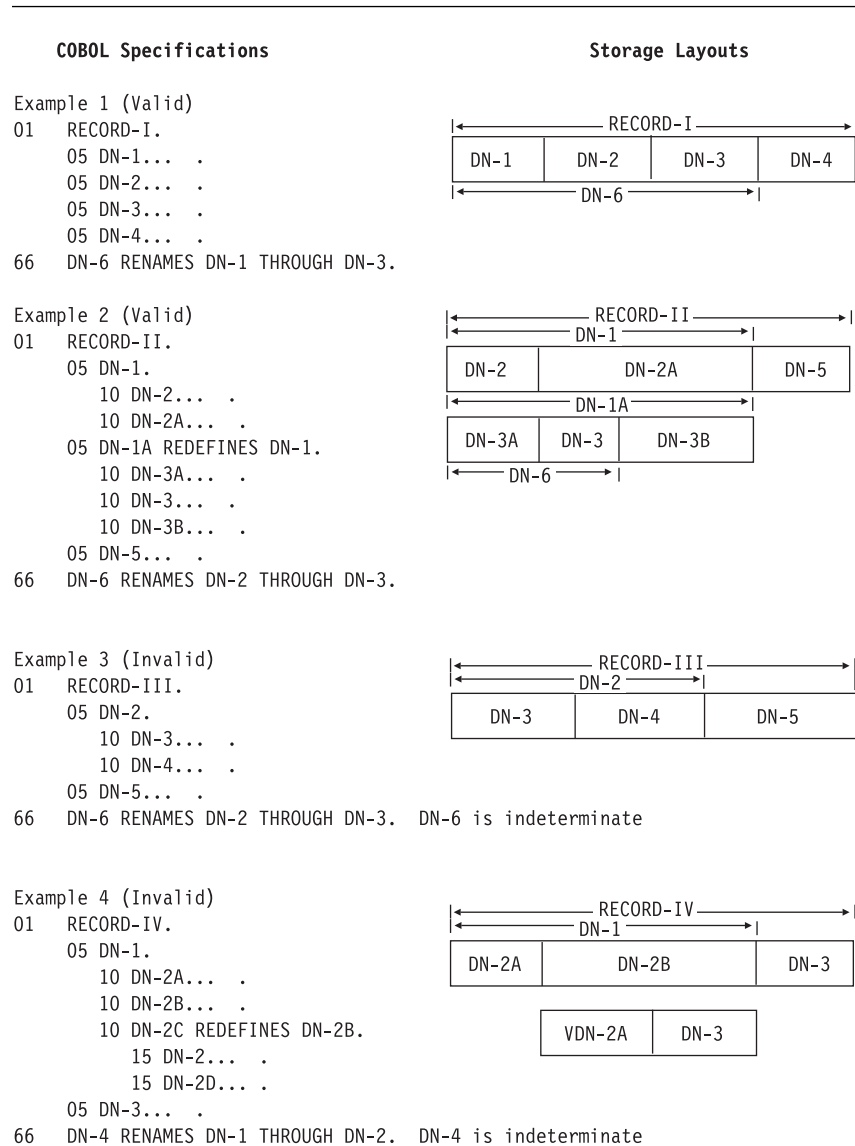 COBOL Specifications Storage Layouts
Example 1 (Valid)
01 RECORD-I.
05 DN-1... .
05 DN-2... .
05 DN-3... .
05 DN-4... .
66 DN-6 RENAMES DN-1 THROUGH DN-3.
RECORD-I
DN-1 DN-2 DN-3 DN-4
DN-6
Example 2 (Valid)
01 RECORD-II.
05 DN-1.
10 DN-2... .
10 DN-2A... .
05 DN-1A REDEFINES DN-1.
10 DN-3A... .
10 DN-3... .
10 DN-3B... .
05 DN-5... .
66 DN-6 RENAMES DN-2 THROUGH DN-3.
RECORD-II
DN-1
DN-2 DN-2A DN-5
DN-1A
DN-3A DN-3 DN-3B
DN-6
Example 3 (Invalid)
01 RECORD-III.
05 DN-2.
10 DN-3... .
10 DN-4... .
05 DN-5... .
66 DN-6 RENAMES DN-2 THROUGH DN-3. DN-6 is indeterminate
RECORD-III
DN-2
DN-3 DN-4 DN-5
Example 4 (Invalid)
01 RECORD-IV.
05 DN-1.
10 DN-2A... .
10 DN-2B... .
10 DN-2C REDEFINES DN-2B.
15 DN-2... .
15 DN-2D... .
05 DN-3... .
66 DN-4 RENAMES DN-1 THROUGH DN-2. DN-4 is indeterminate
RECORD-IV
DN-1
DN-2A DN-2B DN-3
VDN-2A DN-3